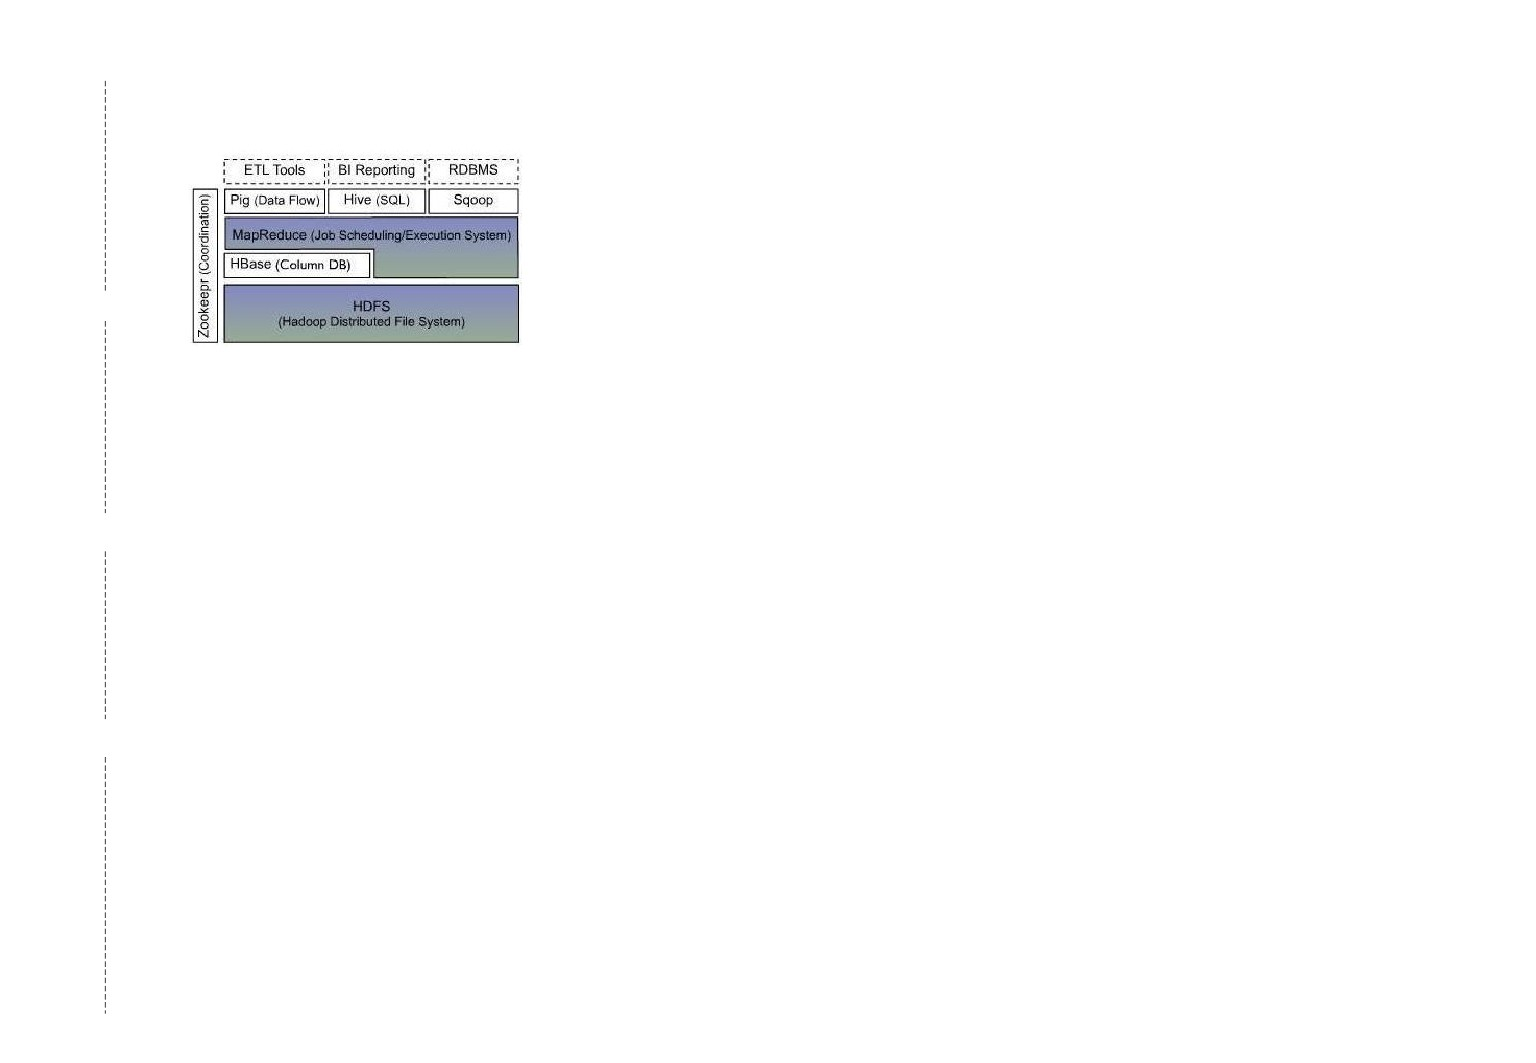 ETL Tools
BI Reporting
RDBMS
Pig (Data Flow)
Hive (SQL)
Sqoop
MapReduce (Job Scheduling/Execution System)
HBase (Column DB)
HDFS
(Hadoop Distributed File System)
Zookeepr (Coordination)